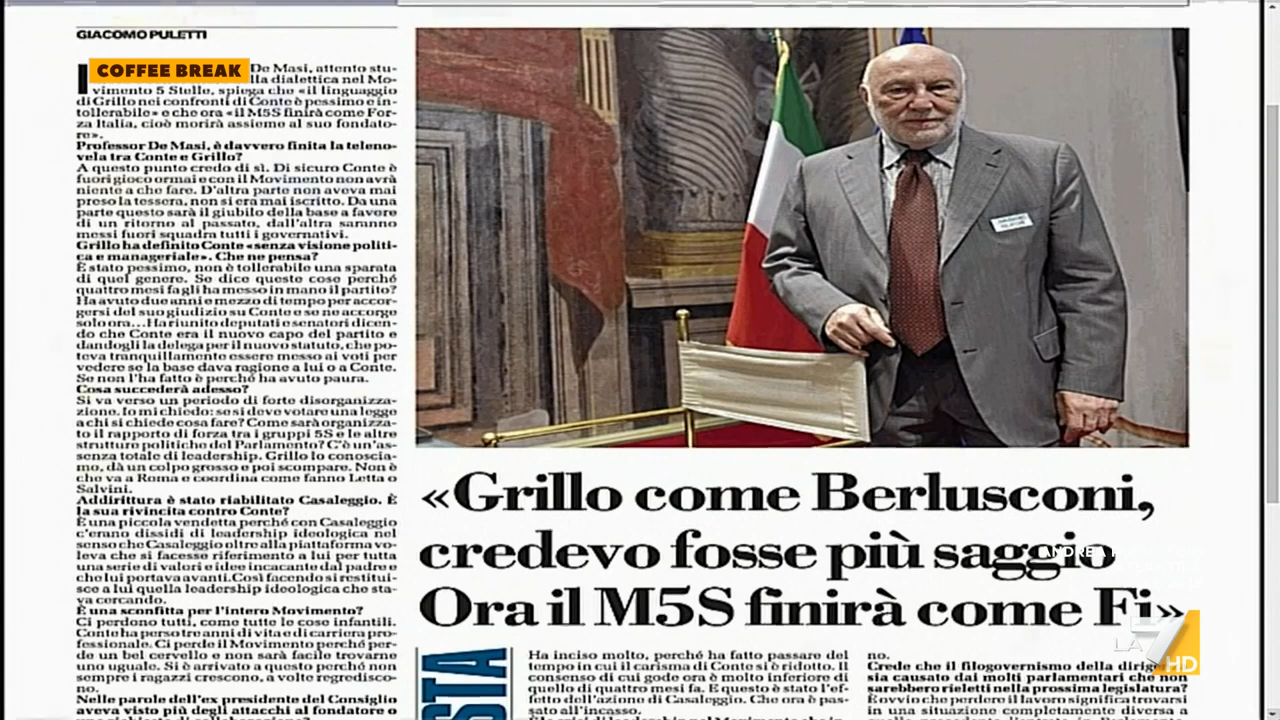 GIACOMO PULETTI
COFFEE BREAK
De Masi, attento stu-
lla dialettica nel Mo-
vimento 5 Stelle, spiega che «il linguaggio
di Grillo nei confronti di Conte è pessimo e in-
tollerabile» e che ora «il M5S finirà come For-
za Italia, cioè morirà assieme al suo fondato-
re».
Professor De Masi, è davvero finita la teleno-
vela tra Conte e Grillo?
A questo punto credo di sì. Di sicuro Conte è
fuori gioco ormai e con il Movimento non avrà
niente a che fare. D'altra parte non aveva mai
preso la tessera, non si era mai iscritto. Da una
parte questo sarà il giubilo della base a favore
di un ritorno al passato, dall'altra saranno
messi fuori squadra tutti i governativi.
Grillo ha definito Conte «senza visione politi-
ca e manageriale». Che ne pensa?
È stato pessimo, non è tollerabile una sparata
di quel genere. Se dice queste cose perché
quattro mesi fa gli ha messo in mano il partito?
Ha avuto due anni e mezzo di tempo per accor-
gersi del suo giudizio su Conte e se ne accorge
solo ora... Ha riunito deputati e senatori dicen-
do che Conte era il nuovo capo del partito e
dandogli la delega per il nuovo statuto, che po-
teva tranquillamente essere messo ai voti per
vedere se la base dava ragione a lui o a Conte.
Se non l'ha fatto è perché ha avuto paura.
Cosa succederà adesso?
Si va verso un periodo di forte disorganizza-
zione. Io mi chiedo: se si deve votare una legge
a chi si chiede cosa fare? Come sarà organizza-
to il rapporto di forza tra i gruppi 5S e le altre
strutture politiche del Parlamento? C'è un'as-
senza totale di leadership. Grillo lo conoscia-
mo, dà un colpo grosso e poi scompare. Non è
che va a Roma e coordina come fanno Letta o
Salvini.
Addirittura è stato riabilitato Casaleggio. È
la sua rivincita contro Conte?
È una piccola vendetta perché con Casaleggio
c'erano dissidi di leadership ideologica nel
senso che Casaleggio oltre alla piattaforma vo-
leva che si facesse riferimento a lui per tutta
una serie di valori e idee incancate dal padre e
che lui portava avanti. Così facendo si restitui-
sce a lui quella leadership ideologica che sta-
va cercando.
È una sconfitta per l'intero Movimento?
Ci perdono tutti, come tutte le cose infantili.
Conte ha perso tre anni di vita e di carriera pro-
fessionale. Ci perde il Movimento perché per-
de un bel cervello e non sarà facile trovarne
uno uguale. Si è arrivato a questo perché non
sempre i ragazzi crescono, a volte regredisco-
no.
Nelle parole dell'ex presidente del Consiglio
aveva visto più degli attacchi al fondatore o
«Grillo come Berlusconi,
credevo fosse più saggio
Ora il M5S finirà come Fi»
LA 7 HD
STA
Ha inciso molto, perché ha fatto passare del
tempo in cui il carisma di Conte si è ridotto. Il
consenso di cui gode ora è molto inferiore di
quello di quattro mesi fa. E questo è stato l'ef-
fetto dell'azione di Casaleggio. Che ora è pas-
sato all'incasso.
no.
Crede che il filogovernismo della dirige
sia causato dai molti parlamentari che non
sarebbero rieletti nella prossima legislatura?
È ovvio che perdere il lavoro significa trovarsi
in una situazione completamente diversa a